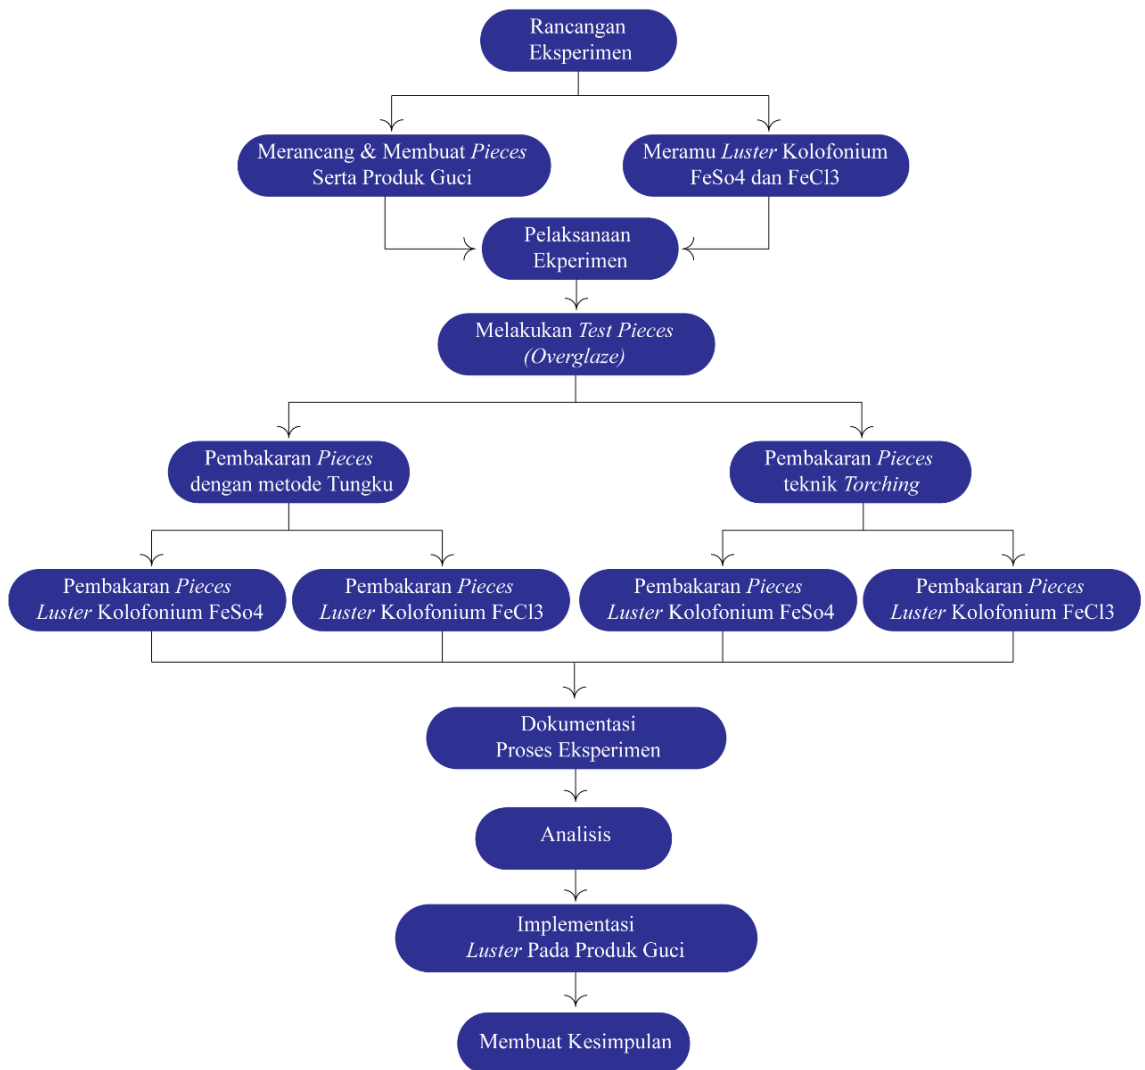 Rancangan
Eksperimen
Merancang & Membuat Pieces
Serta Produk Guci
Meramu Luster Kolofonium
FeSo4 dan FeCl3
Pelaksanaan
Ekperimen
Melakukan Test Pieces
(Overglaze)
Pembakaran Pieces
dengan metode Tungku
Pembakaran Pieces
teknik Torching
Pembakaran Pieces
Luster Kolofonium FeSo4
Pembakaran Pieces
Luster Kolofonium FeCl3
Pembakaran Pieces
Luster Kolofonium FeSo4
Pembakaran Pieces
Luster Kolofonium FeCl3
Dokumentasi
Proses Eksperimen
Analisis
Implementasi
Luster Pada Produk Guci
Membuat Kesimpulan